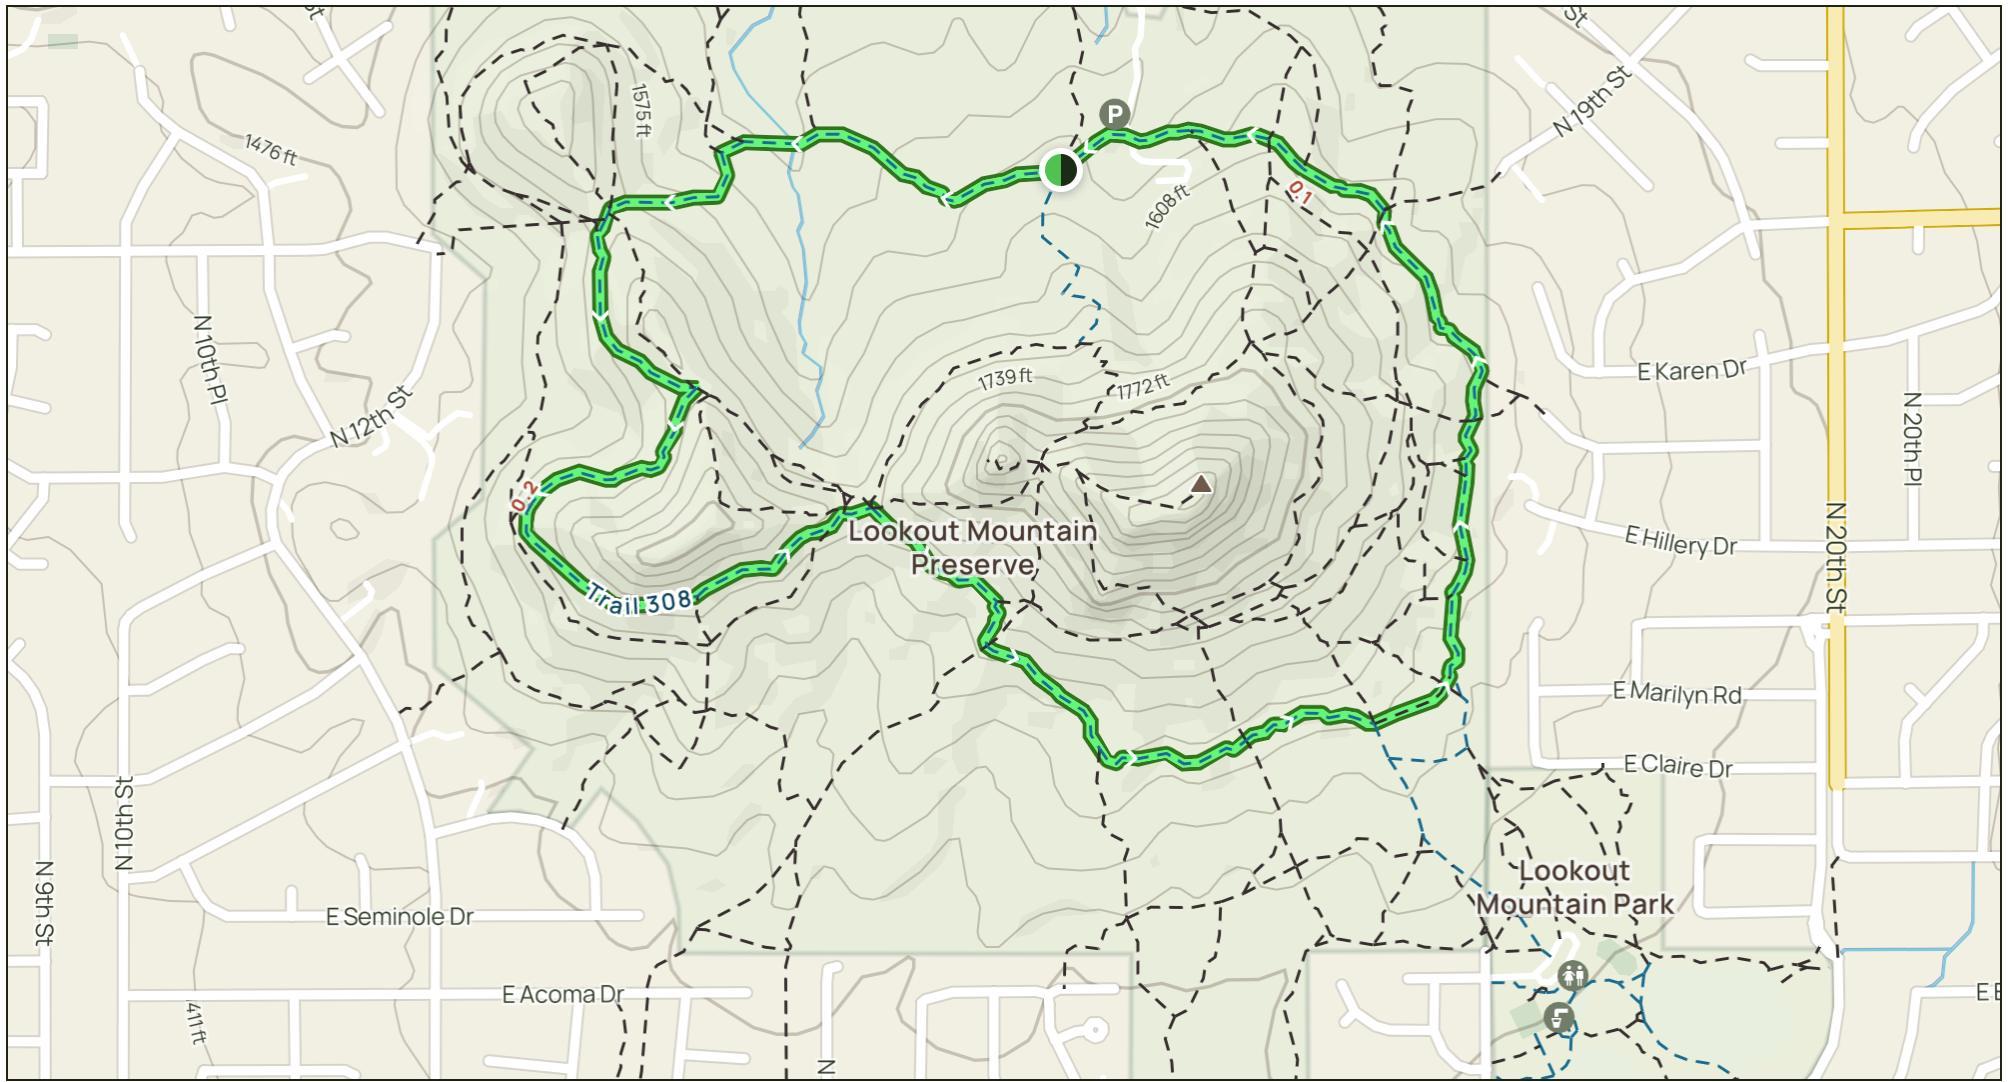 St
St
P
1575 ft
N 19th St
1476 ft
0.1
1608 ft
N 10th Pl
E Karen Dr
1739 ft
1772 ft
N 12th St
N 20th Pl
0.2
Lookout Mountain
Preserve
E Hillery Dr
N 20th St
Trail 308
E Marilyn Rd
E Claire Dr
N 10th St
Lookout
Mountain Park
N 9th St
E Seminole Dr
E Acoma Dr
411 ft
N